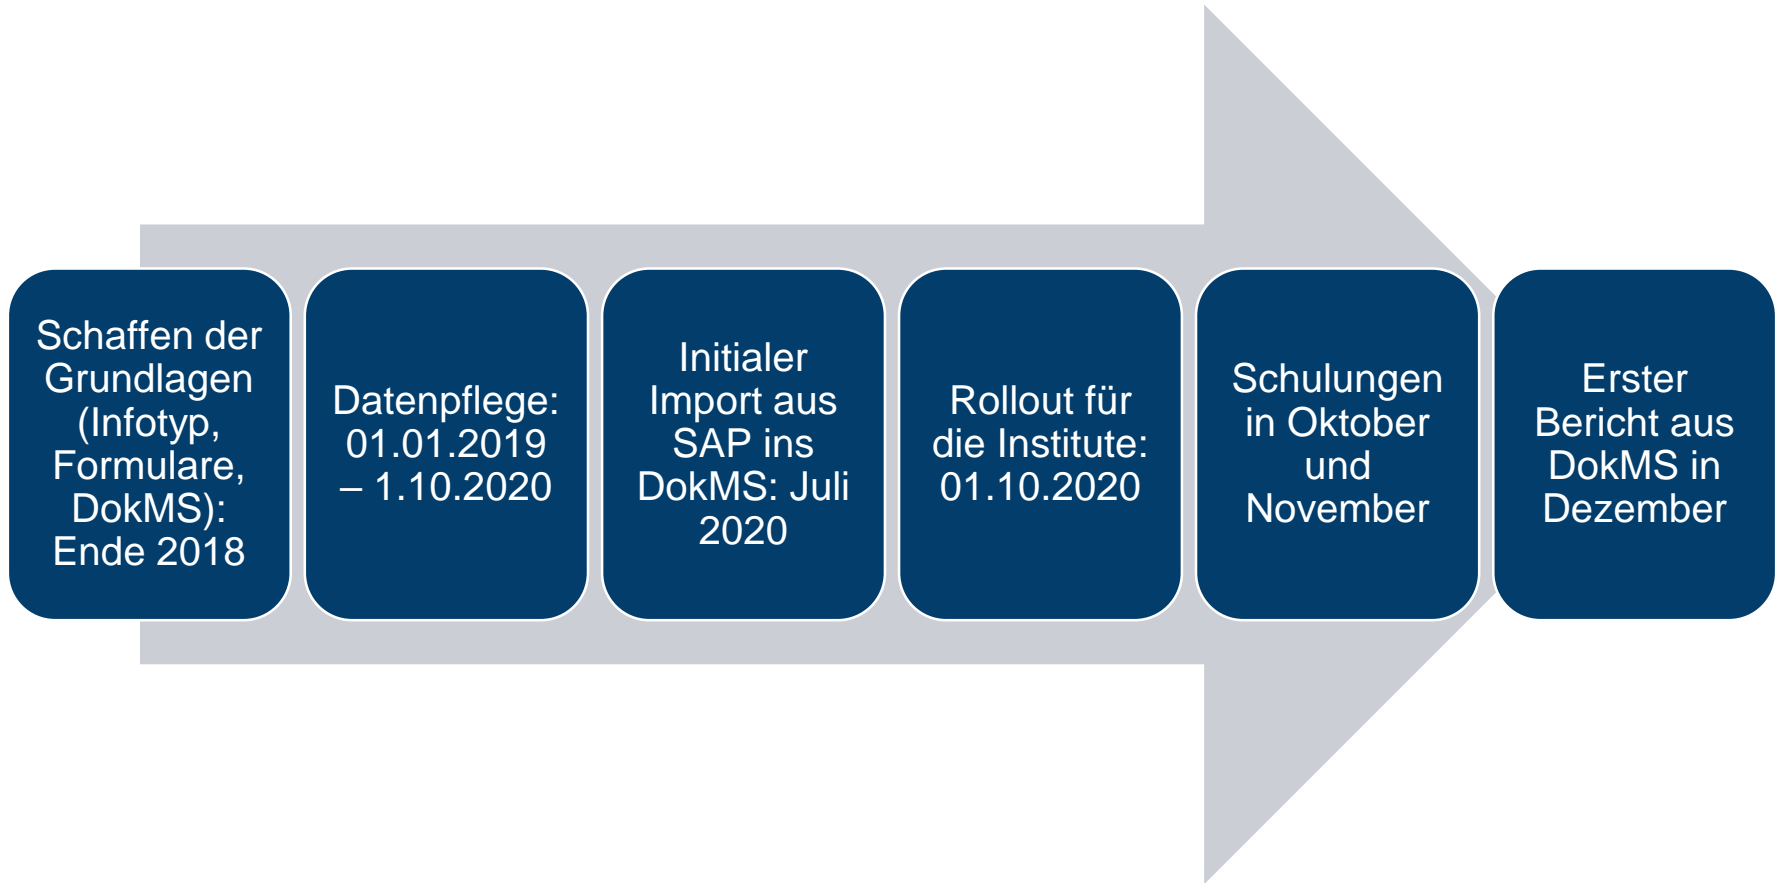 Schaffen der
Grundlagen
(Infotyp,
Formulare,
DokMS):
Ende 2018
Datenpflege:
01.01.2019
– 1.10.2020
Initialer
Import aus
SAP ins
DokMS: Juli
2020
Rollout für
die Institute:
01.10.2020
Schulungen
in Oktober
und
November
Erster
Bericht aus
DokMS in
Dezember